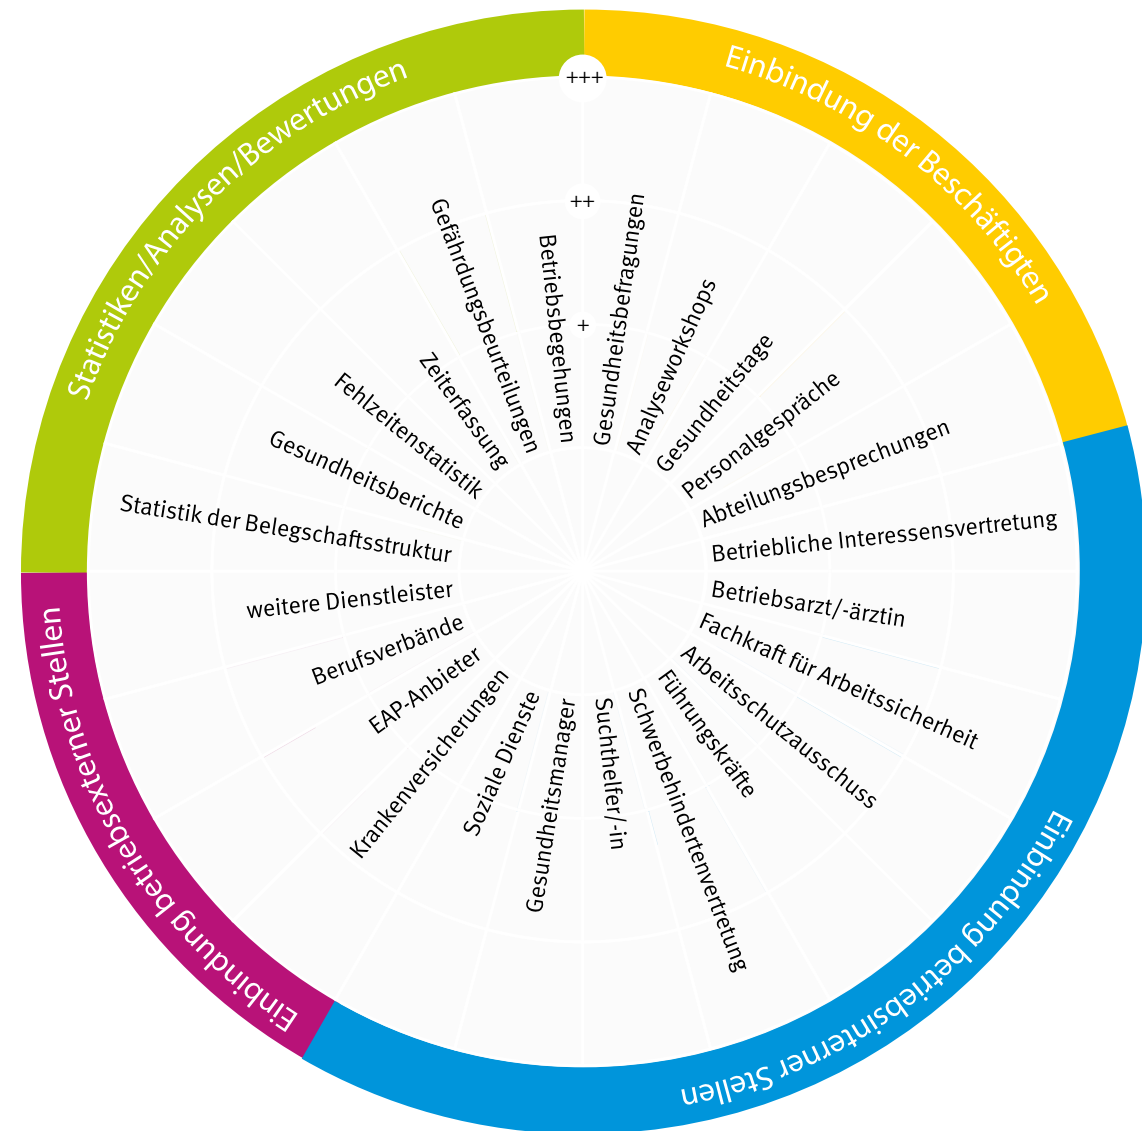 Einbindung der Beschäftigten
Einbindung betriebsinterner Stellen
Einbindung betriebsexterner Stellen
Statistiken/Analysen/Bewertungen
+++
++
+
Gesundheitsbefragungen
Analyseworkshops
Gesundheitstage
Personalgespräche
Abteilungsbesprechungen
Betriebliche Interessensvertretung
Betriebsarzt/-ärztin
Fachkraft für Arbeitssicherheit
Arbeitsschutzausschuss
Führungskräfte
Schwerbehindertenvertretung
Suchthelfer/-in
Gesundheitsmanager
Soziale Dienste
Krankenversicherungen
EAP-Anbieter
Berufsverbände
weitere Dienstleister
Statistik der Belegschaftsstruktur
Gesundheitsberichte
Fehlzeitenstatistik
Zeiterfassung
Gefährdungsbeurteilungen
Betriebsbegehungen